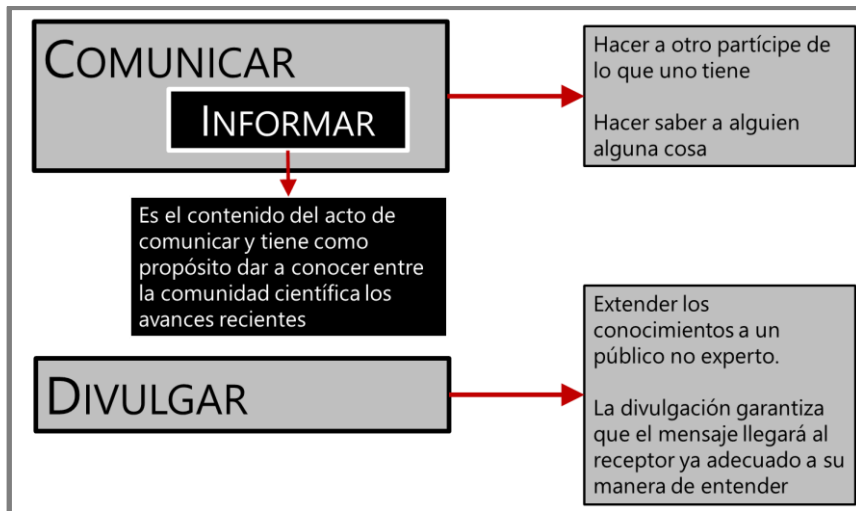 COMUNICAR
INFORMAR
Hacer a otro partícipe de
lo que uno tiene
Hacer saber a alguien
alguna cosa
Es el contenido del acto de
comunicar y tiene como
propósito dar a conocer entre
la comunidad científica los
avances recientes
DIVULGAR
Extender los
conocimientos a un
público no experto.
La divulgación garantiza
que el mensaje llegará al
receptor ya adecuado a su
manera de entender